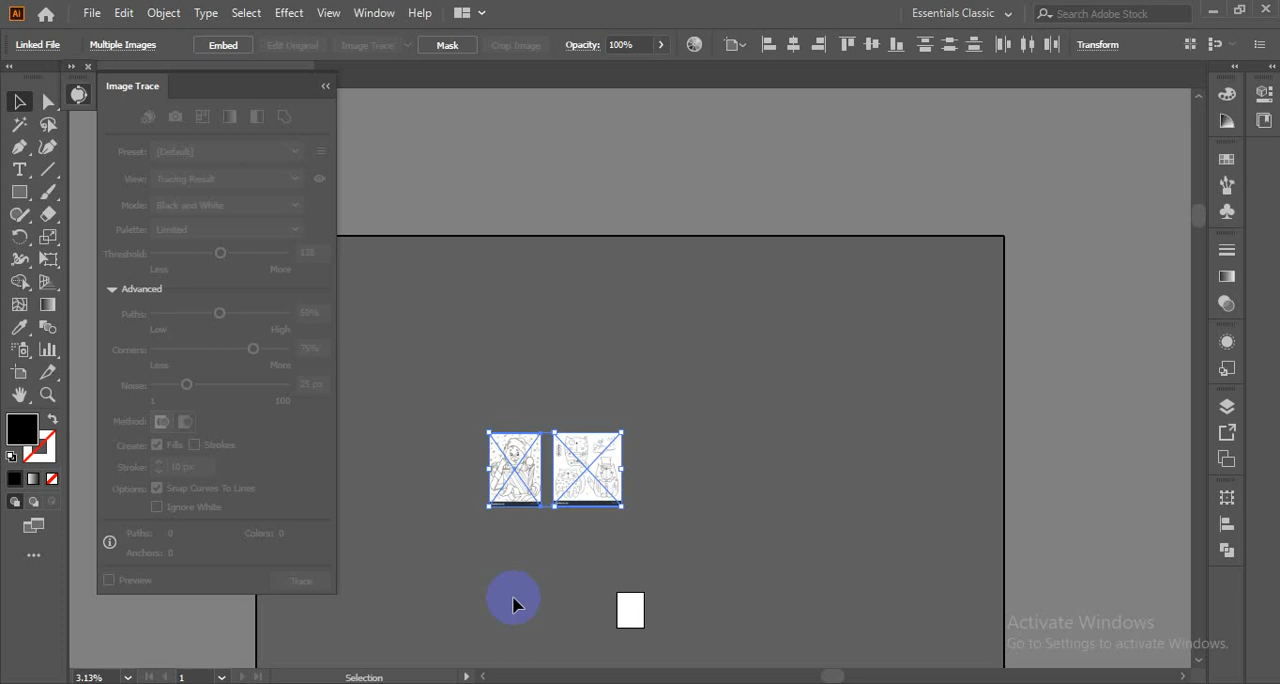 File Edit Object Type Select Effect View Window Help
Essentials Classic
Search Adobe Stock
Linked File Multiple Images Embed Edit Original Image Trace Mask Crop Image Opacity: 100% Transform
Image Trace
Preset: [Default]
View: Tracing Result
Mode: Black and White
Palette: Limited
Threshold: 128
Less More
Advanced
Paths: 50%
Low High
Corners: 75%
Less More
Noise: 25 px
1 100
Method:
Create: Fills Strokes
Stroke: 10 px
Options: Snap Curves To Lines
Ignore White
Paths: 0 Colors: 0
Anchors: 0
Preview Trace
Activate Windows
Go to Settings to activate Windows.
3.13% 1 Selection